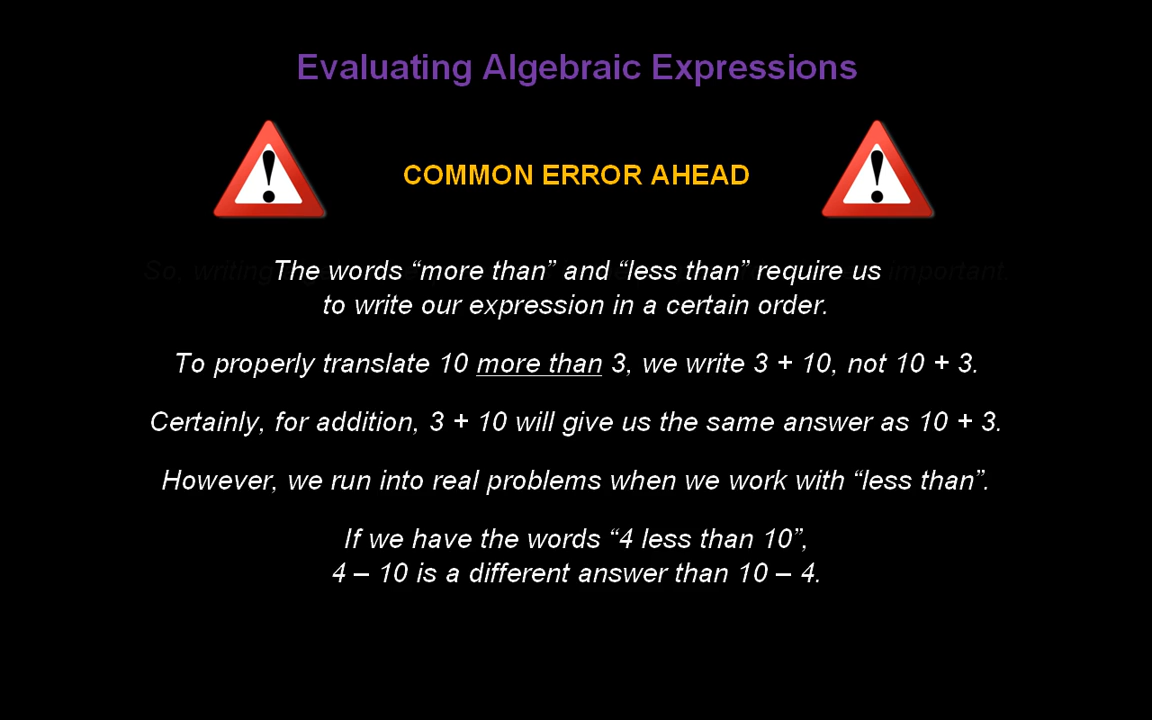 Evaluating Algebraic Expressions
COMMON ERROR AHEAD
So, writing important.
The words “more than” and “less than” require us
to write our expression in a certain order.
To properly translate 10 more than 3, we write 3 + 10, not 10 + 3.
Certainly, for addition, 3 + 10 will give us the same answer as 10 + 3.
However, we run into real problems when we work with “less than”.
If we have the words “4 less than 10”,
4 – 10 is a different answer than 10 – 4.